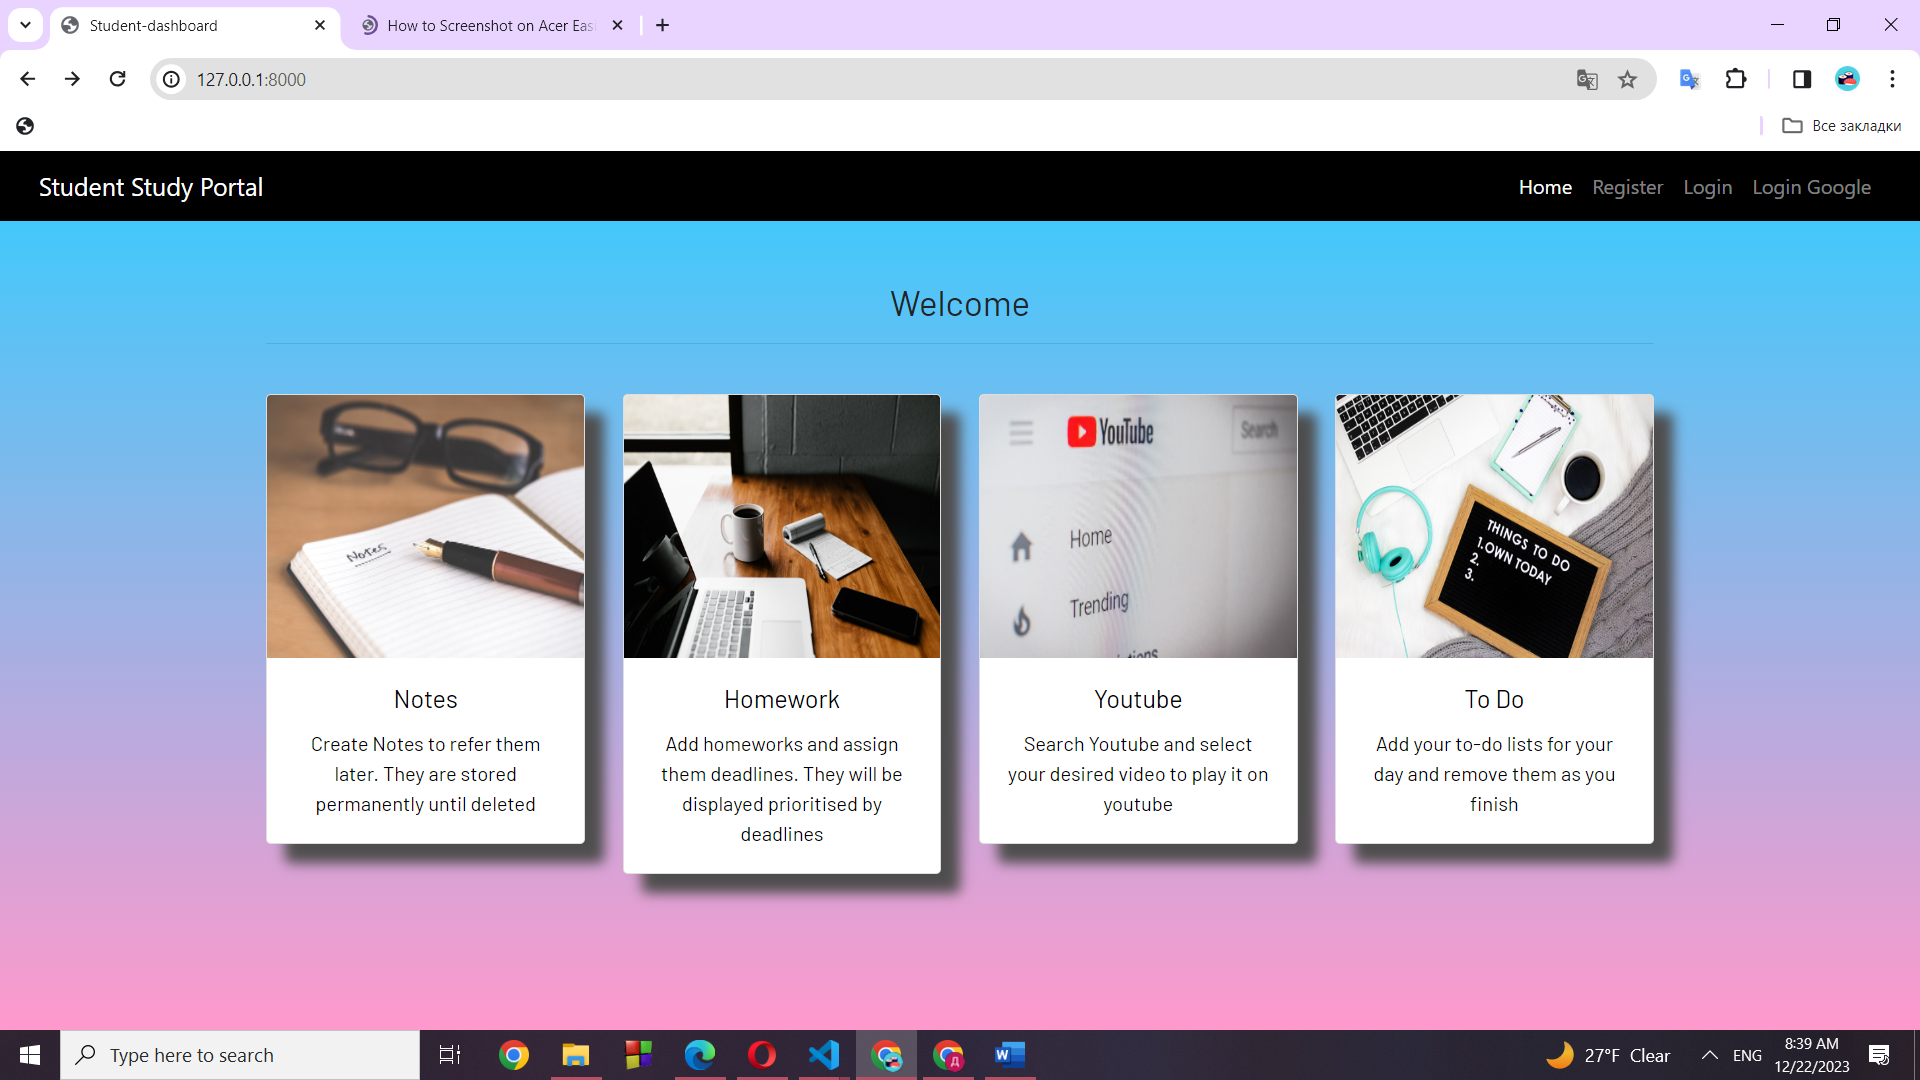 Student-dashboard
How to Screenshot on Acer Easi
127.0.0.1:8000
Все закладки
Student Study Portal
Home
Register
Login
Login Google
Welcome
Notes
YouTube
Search
Home
Trending
THINGS TO DO
1.OWN TODAY
2.
3.
Notes
Create Notes to refer them
later. They are stored
permanently until deleted
Homework
Add homeworks and assign
them deadlines. They will be
displayed prioritised by
deadlines
Youtube
Search Youtube and select
your desired video to play it on
youtube
To Do
Add your to-do lists for your
day and remove them as you
finish
Type here to search
27°F Clear
ENG
8:39 AM
12/22/2023